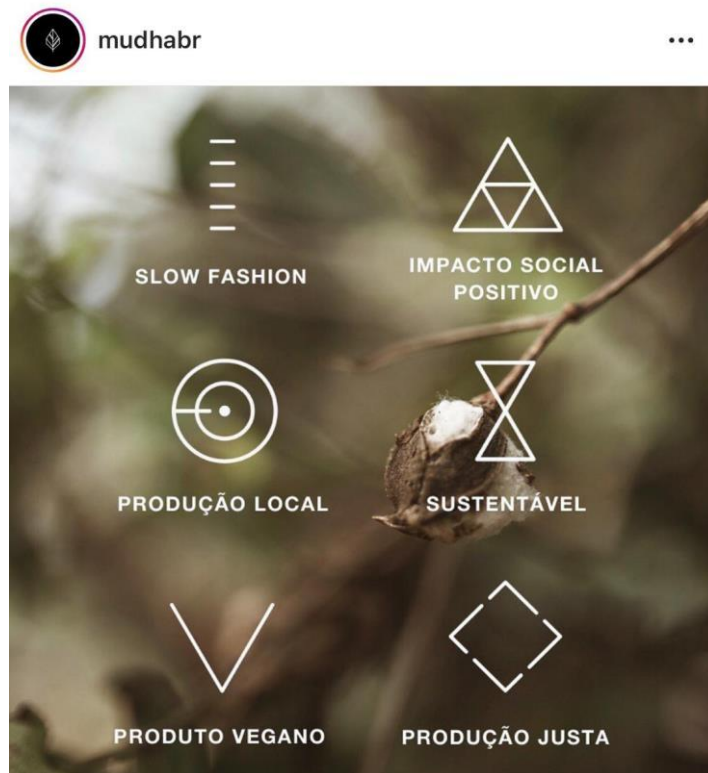 mudhabr
SLOW FASHION
IMPACTO SOCIAL
POSITIVO
PRODUÇÃO LOCAL
SUSTENTÁVEL
PRODUTO VEGANO
PRODUÇÃO JUSTA